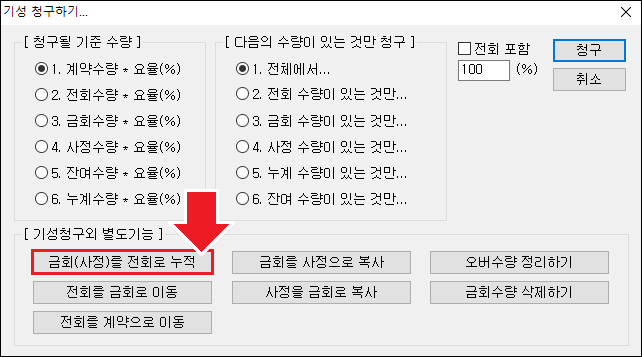 기성 청구하기...
[ 청구될 기준 수량 ]
1. 계약수량 * 요율(%)
2. 전회수량 * 요율(%)
3. 금회수량 * 요율(%)
4. 사정수량 * 요율(%)
5. 잔여수량 * 요율(%)
6. 누계수량 * 요율(%)
[ 다음의 수량이 있는 것만 청구 ]
1. 전체에서...
2. 전회 수량이 있는 것만...
3. 금회 수량이 있는 것만...
4. 사정 수량이 있는 것만...
5. 누계 수량이 있는 것만...
6. 잔여 수량이 있는 것만...
전회 포함
100 (%)
청구
취소
[ 기성청구외 별도기능 ]
금회(사정)를 전회로 누적
금회를 사정으로 복사
오버수량 정리하기
전회를 금회로 이동
사정을 금회로 복사
금회수량 삭제하기
전회를 계약으로 이동